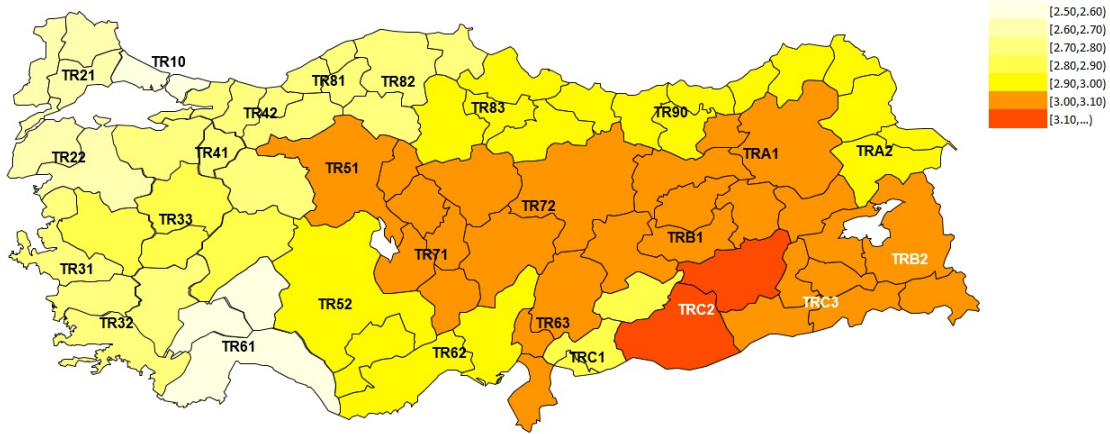 [2.50,2.60)
[2.60,2.70)
[2.70,2.80)
[2.80,2.90)
[2.90,3.00)
[3.00,3.10)
[3.10,...)
TR10
TR21
TR81
TR82
TR42
TR83
TR90
TR22
TR41
TR51
TRA1
TRA2
TR33
TR72
TR71
TRB1
TRB2
TR31
TR52
TRC2
TRC3
TR32
TR61
TR62
TR63
TRC1